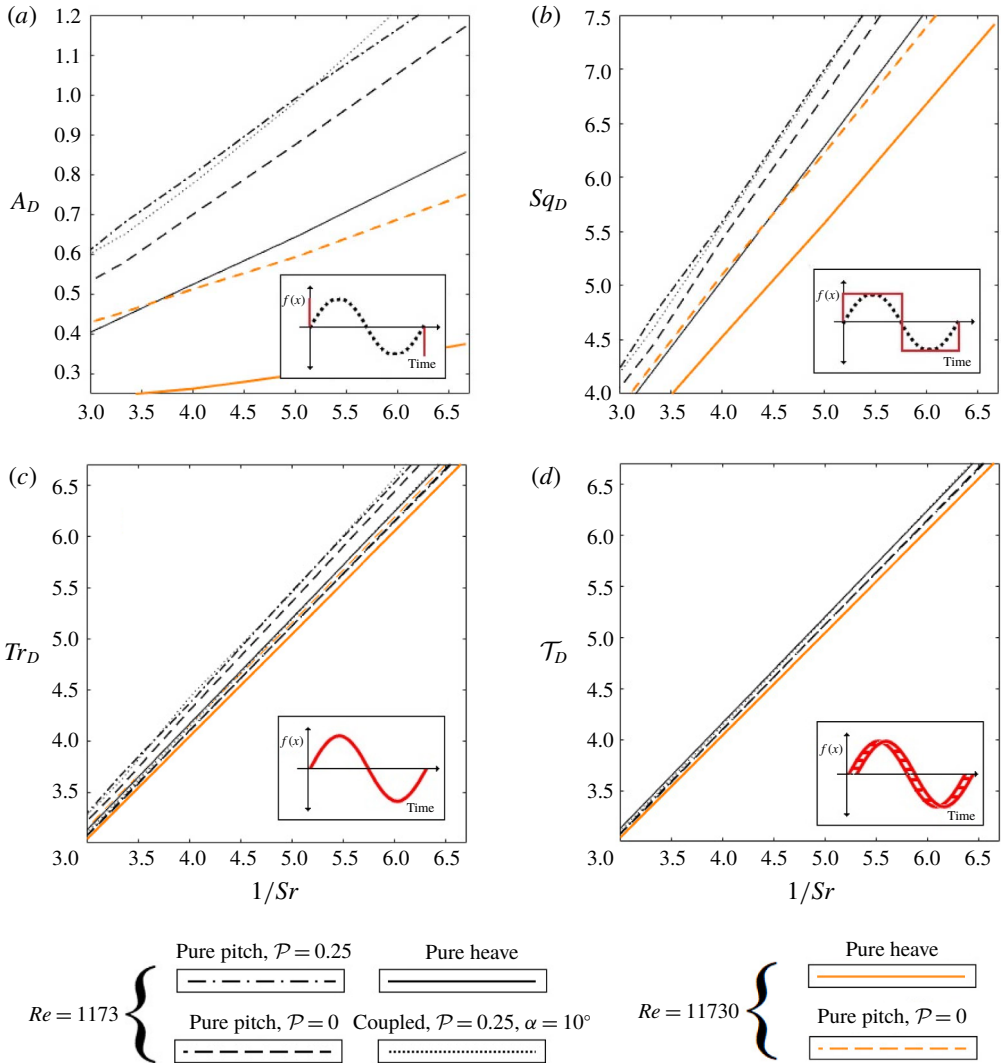 (a)
1.2
1.1
1.0
0.9
0.8
A_D
0.7
0.6
0.5
0.4
0.3
f(x)
Time
3.0 3.5 4.0 4.5 5.0 5.5 6.0 6.5
(b)
7.5
7.0
6.5
6.0
Sq_D
5.5
5.0
4.5
4.0
f(x)
Time
3.0 3.5 4.0 4.5 5.0 5.5 6.0 6.5
(c)
6.5
6.0
5.5
5.0
Tr_D
4.5
4.0
3.5
f(x)
Time
3.0 3.5 4.0 4.5 5.0 5.5 6.0 6.5
1/Sr
(d)
6.5
6.0
5.5
5.0
𝒯_D
4.5
4.0
3.5
f(x)
Time
3.0 3.5 4.0 4.5 5.0 5.5 6.0 6.5
1/Sr
Re = 1173
Pure pitch, 𝒫 = 0.25
Pure heave
Pure pitch, 𝒫 = 0
Coupled, 𝒫 = 0.25, α = 10°
Re = 11730
Pure heave
Pure pitch, 𝒫 = 0